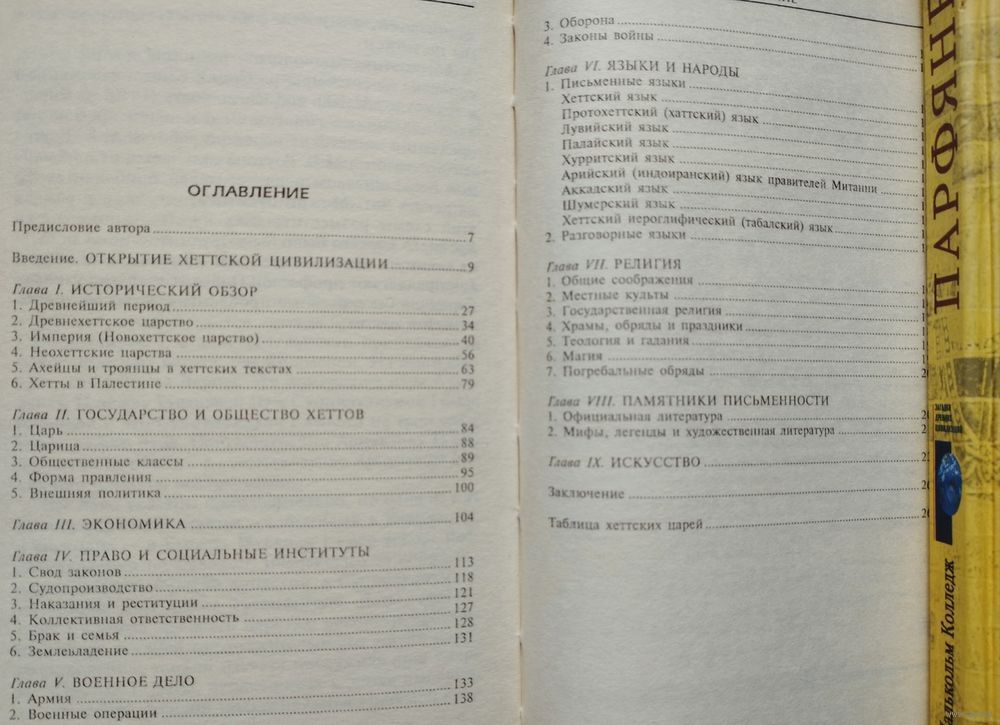 ОГЛАВЛЕНИЕ
Предисловие автора 7
Введение. ОТКРЫТИЕ ХЕТТСКОЙ ЦИВИЛИЗАЦИИ 9
Глава I. ИСТОРИЧЕСКИЙ ОБЗОР
1. Древнейший период 27
2. Древнехеттское царство 34
3. Империя (Новохеттское царство) 40
4. Неохеттские царства 56
5. Ахейцы и троянцы в хеттских текстах 63
6. Хетты в Палестине 79
Глава II. ГОСУДАРСТВО И ОБЩЕСТВО ХЕТТОВ
1. Царь 84
2. Царица 88
3. Общественные классы 89
4. Форма правления 95
5. Внешняя политика 100
Глава III. ЭКОНОМИКА 104
Глава IV. ПРАВО И СОЦИАЛЬНЫЕ ИНСТИТУТЫ
1. Свод законов 113
2. Судопроизводство 118
3. Наказания и реституции 121
4. Коллективная ответственность 127
5. Брак и семья 128
6. Землевладение 131
Глава V. ВОЕННОЕ ДЕЛО
1. Армия 133
2. Военные операции 138
3. Оборона
4. Законы войны
Глава VI. ЯЗЫКИ И НАРОДЫ
1. Письменные языки
Хеттский язык
Протохеттский (хаттский) язык
Лувийский язык
Палайский язык
Хурритский язык
Арийский (индоиранский) язык правителей Митанни
Аккадский язык
Шумерский язык
Хеттский иероглифический (табалский) язык
2. Разговорные языки
Глава VII. РЕЛИГИЯ
1. Общие соображения
2. Местные культы
3. Государственная религия
4. Храмы, обряды и праздники
5. Теология и гадания
6. Магия
7. Погребальные обряды
Глава VIII. ПАМЯТНИКИ ПИСЬМЕННОСТИ
1. Официальная литература
2. Мифы, легенды и художественная литература
Глава IX. ИСКУССТВО
Заключение
Таблица хеттских царей
ПАРФЯНЕ
ЗАГАДКИ
ДРЕВНИХ
ЦИВИЛИЗАЦИЙ
Колледж